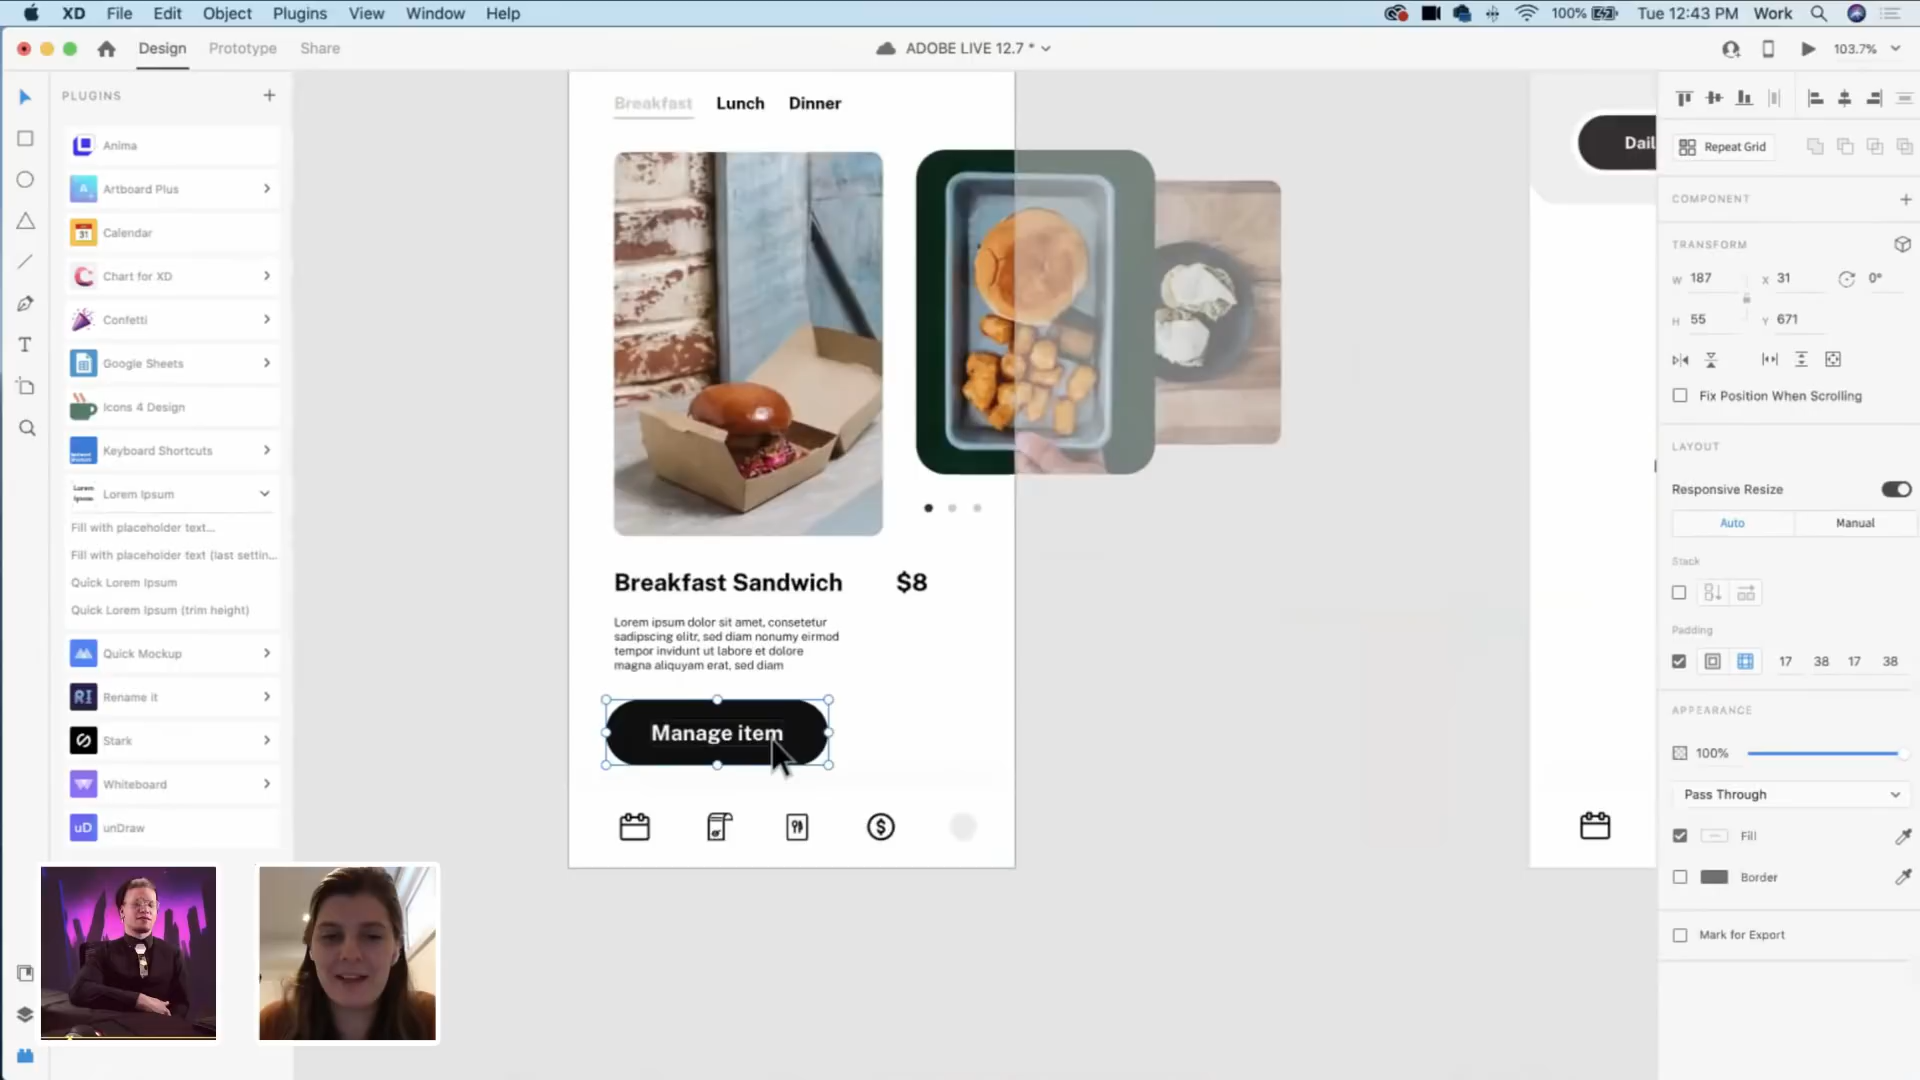 XD File Edit Object Plugins View Window Help
100% Tue 12:43 PM Work
Design Prototype Share
ADOBE LIVE 12.7 *
103.7%
PLUGINS
Anima
Artboard Plus
Calendar
31
Chart for XD
Confetti
Google Sheets
Icons 4 Design
Keyboard Shortcuts
Lorem Ipsum
Lorem Ipsum
Fill with placeholder text...
Fill with placeholder text (last settin...
Quick Lorem Ipsum
Quick Lorem Ipsum (trim height)
Quick Mockup
RI Rename it
Stark
Whiteboard
uD unDraw
Breakfast Lunch Dinner
Breakfast Sandwich $8
Lorem ipsum dolor sit amet, consetetur
sadipscing elitr, sed diam nonumy eirmod
tempor invidunt ut labore et dolore
magna aliquyam erat, sed diam
Manage item
Dail
Repeat Grid
COMPONENT
TRANSFORM
W 187 X 31 0°
H 55 Y 671
Fix Position When Scrolling
LAYOUT
Responsive Resize
Auto Manual
Stack
Padding
17 38 17 38
APPEARANCE
100%
Pass Through
Fill
Border
Mark for Export